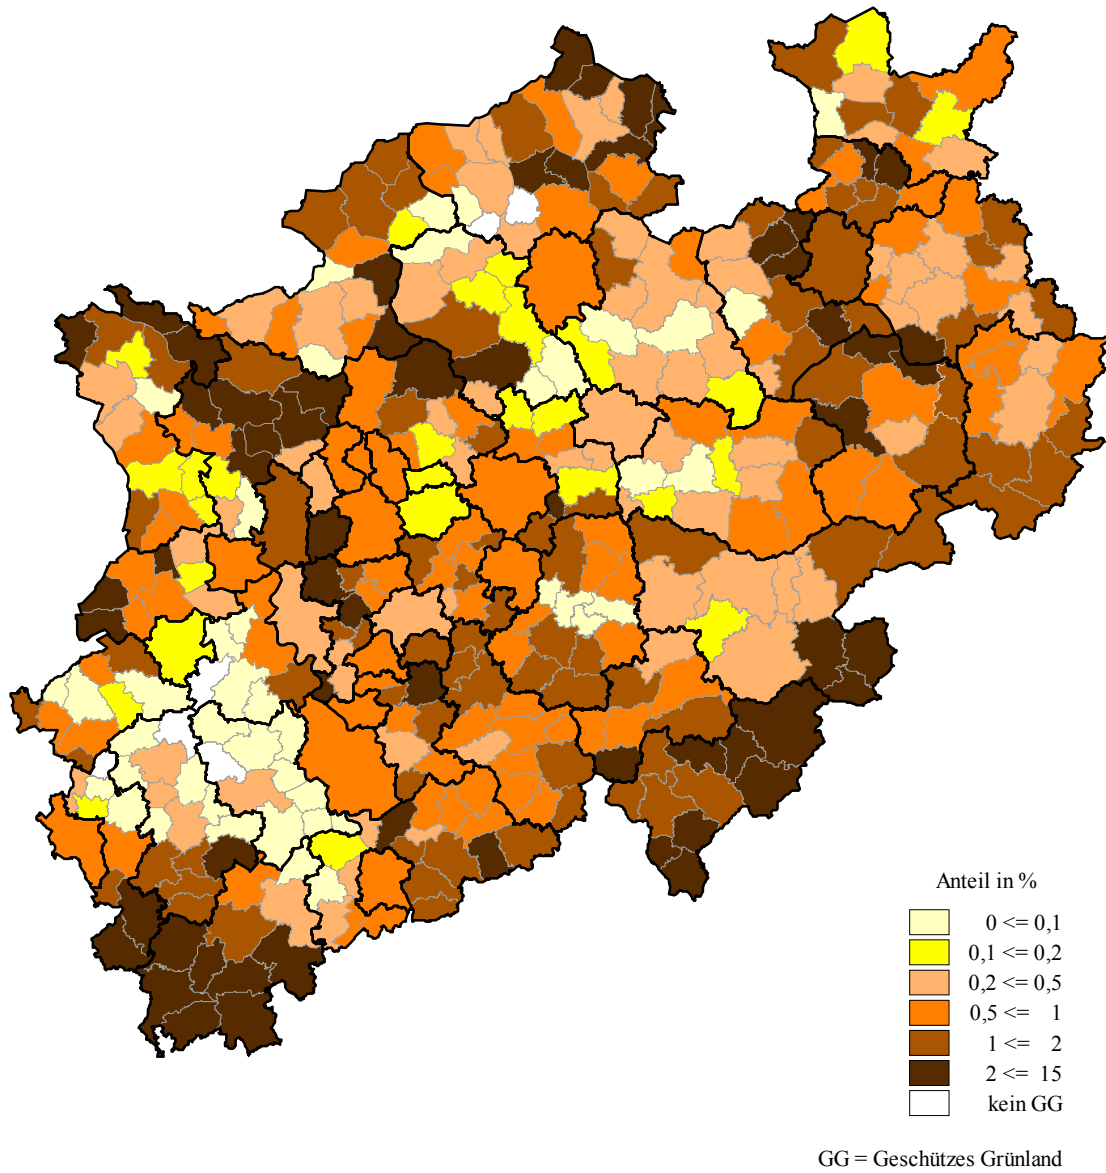 Anteil in %
0 <= 0,1
0,1 <= 0,2
0,2 <= 0,5
0,5 <= 1
1 <= 2
2 <= 15
kein GG
GG = Geschützes Grünland